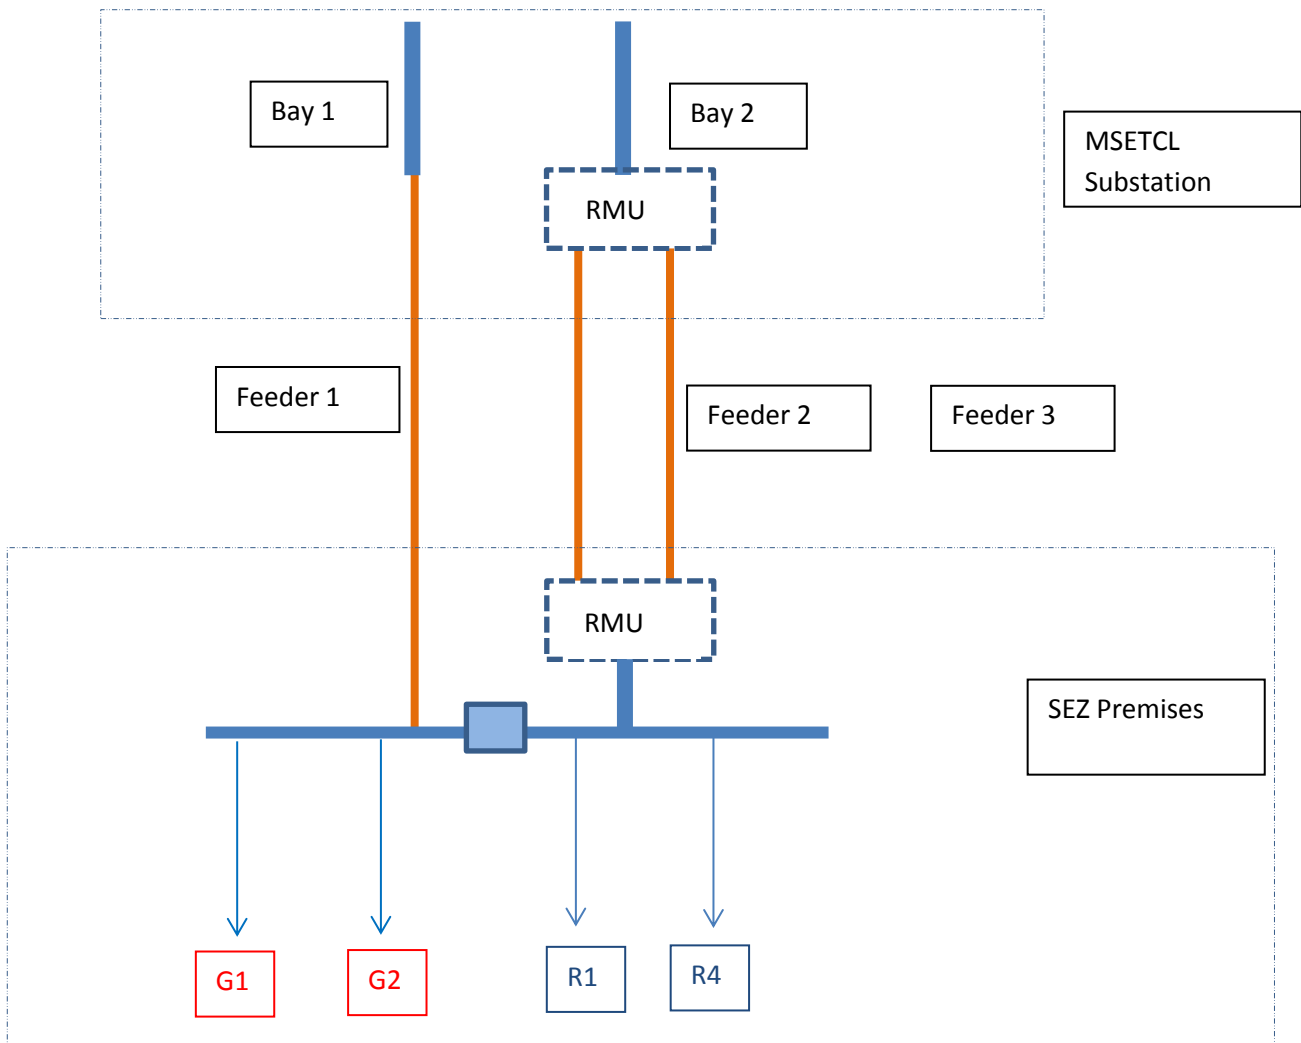 Bay 1
Bay 2
MSETCL
Substation
RMU
Feeder 1
Feeder 2
Feeder 3
RMU
SEZ Premises
G1
G2
R1
R4